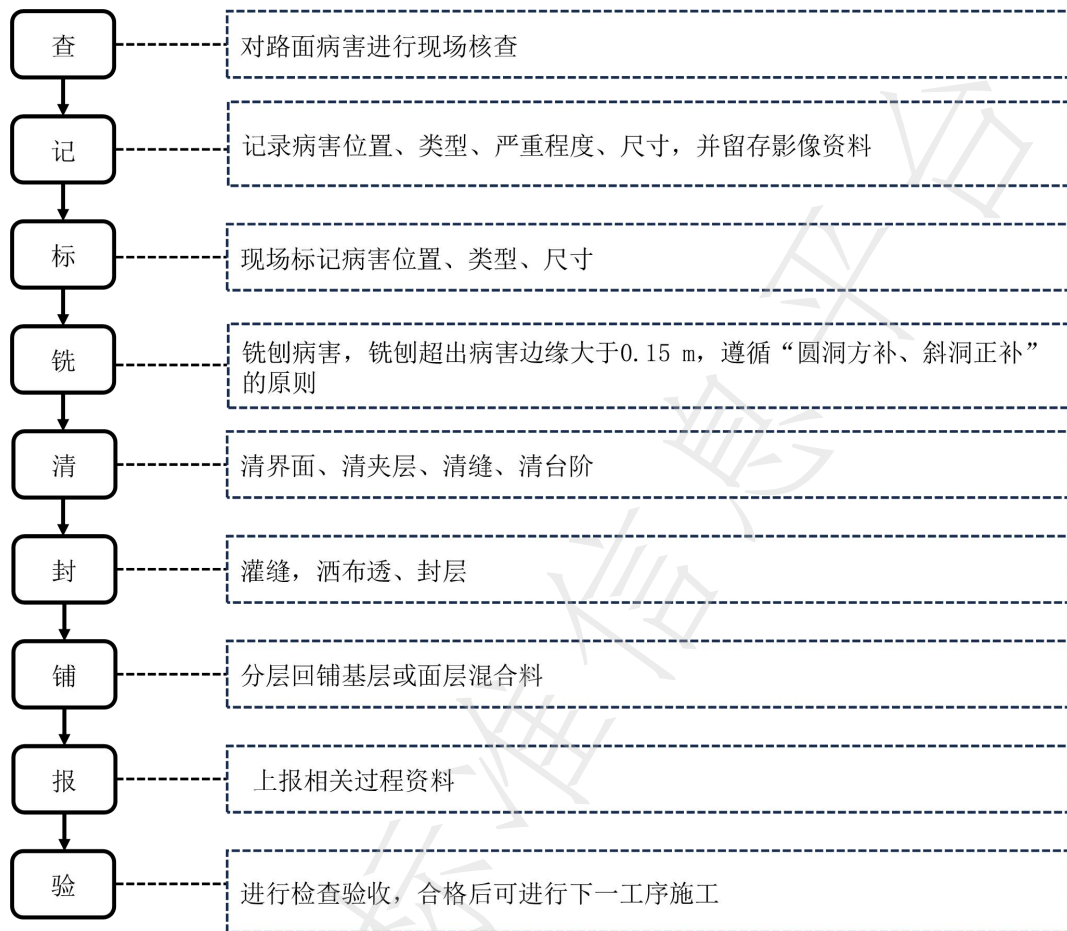 查
对路面病害进行现场核查
记
记录病害位置、类型、严重程度、尺寸，并留存影像资料
标
现场标记病害位置、类型、尺寸
铣
铣刨病害，铣刨超出病害边缘大于0.15 m，遵循“圆洞方补、斜洞正补”
的原则
清
清界面、清夹层、清缝、清台阶
封
灌缝，洒布透、封层
铺
分层回铺基层或面层混合料
报
上报相关过程资料
验
进行检查验收，合格后可进行下一工序施工
标准信息平台